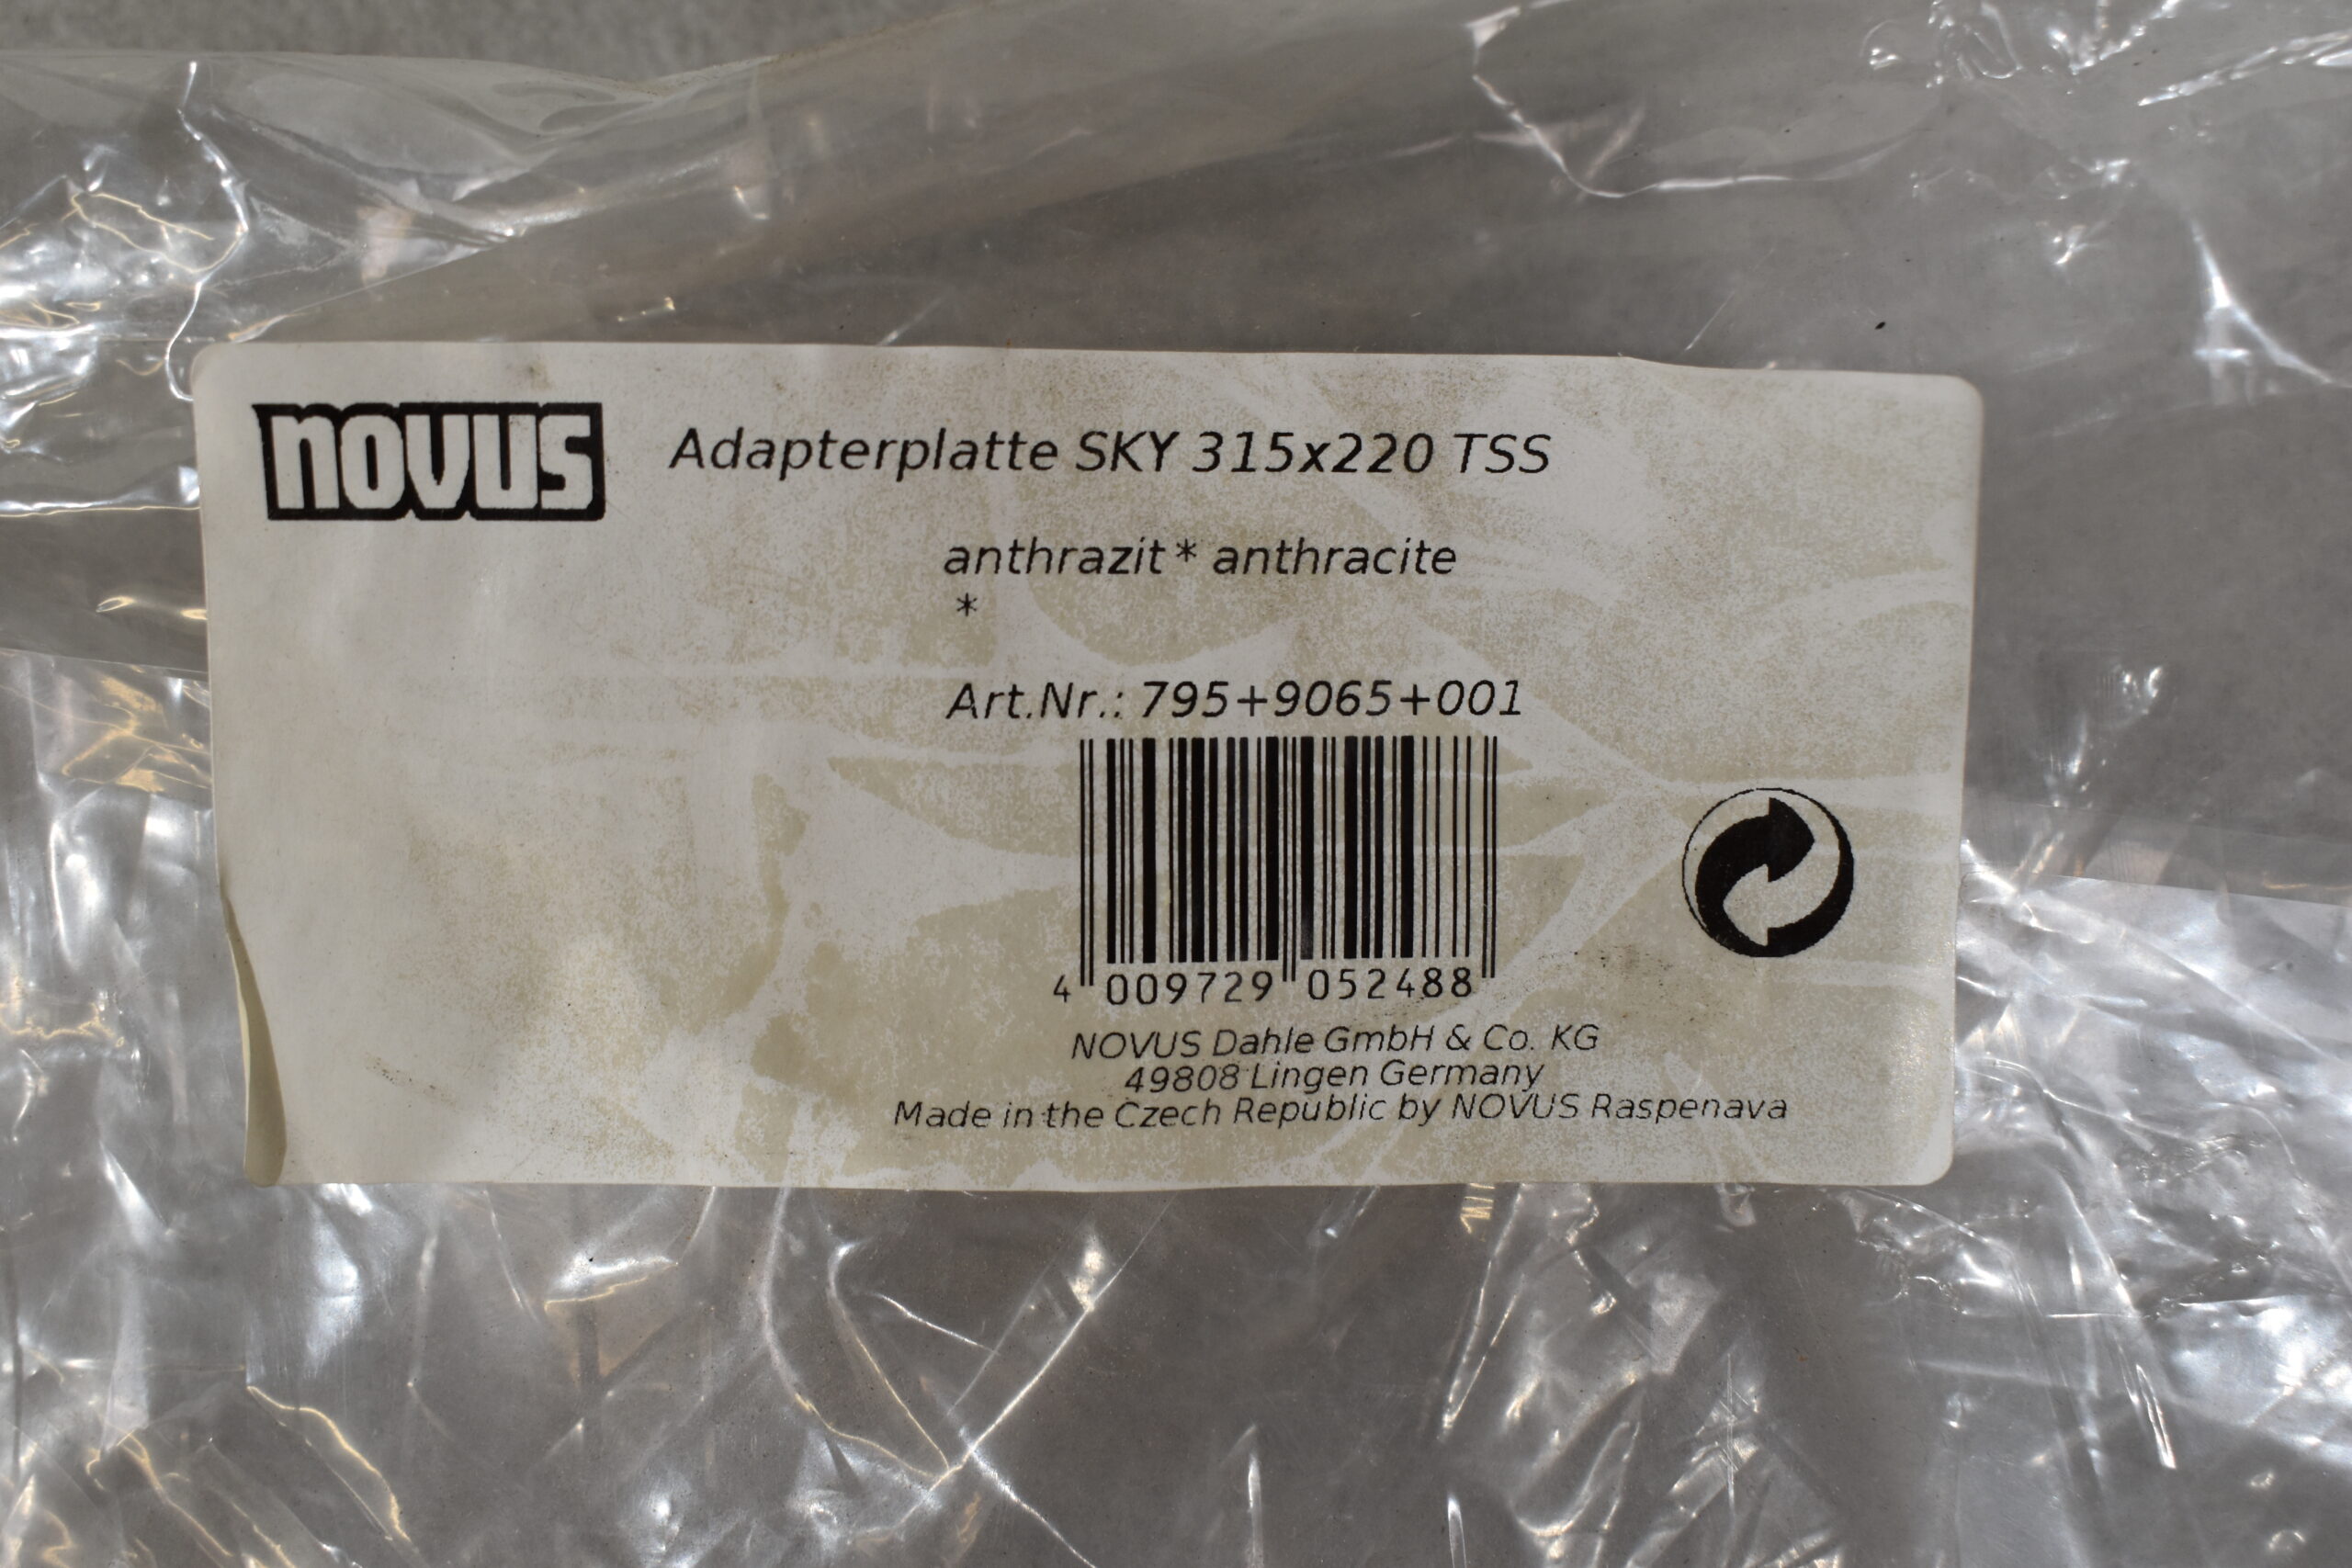 novus
Adapterplatte SKY 315x220 TSS
anthrazit * anthracite
*
Art.Nr.: 795+9065+001
4 009729 052488
NOVUS Dahle GmbH & Co. KG
49808 Lingen Germany
Made in the Czech Republic by NOVUS Raspenava